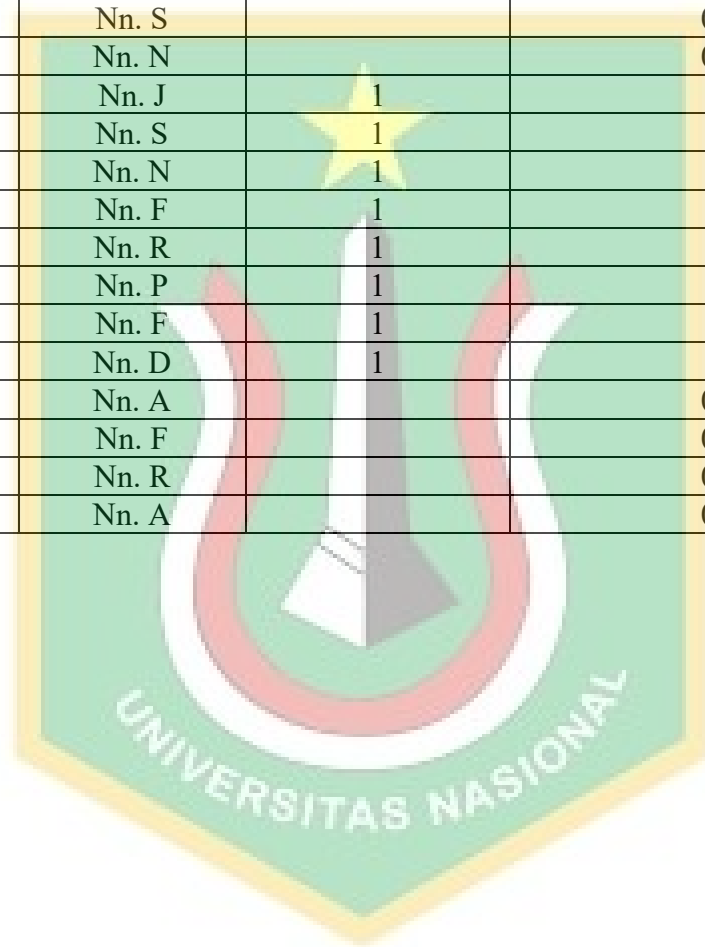 Nn. S
Nn. N
Nn. J 1
Nn. S 1
Nn. N 1
Nn. F 1
Nn. R 1
Nn. P 1
Nn. F 1
Nn. D 1
Nn. A
Nn. F
Nn. R
Nn. A
UNIVERSITAS NASIONAL